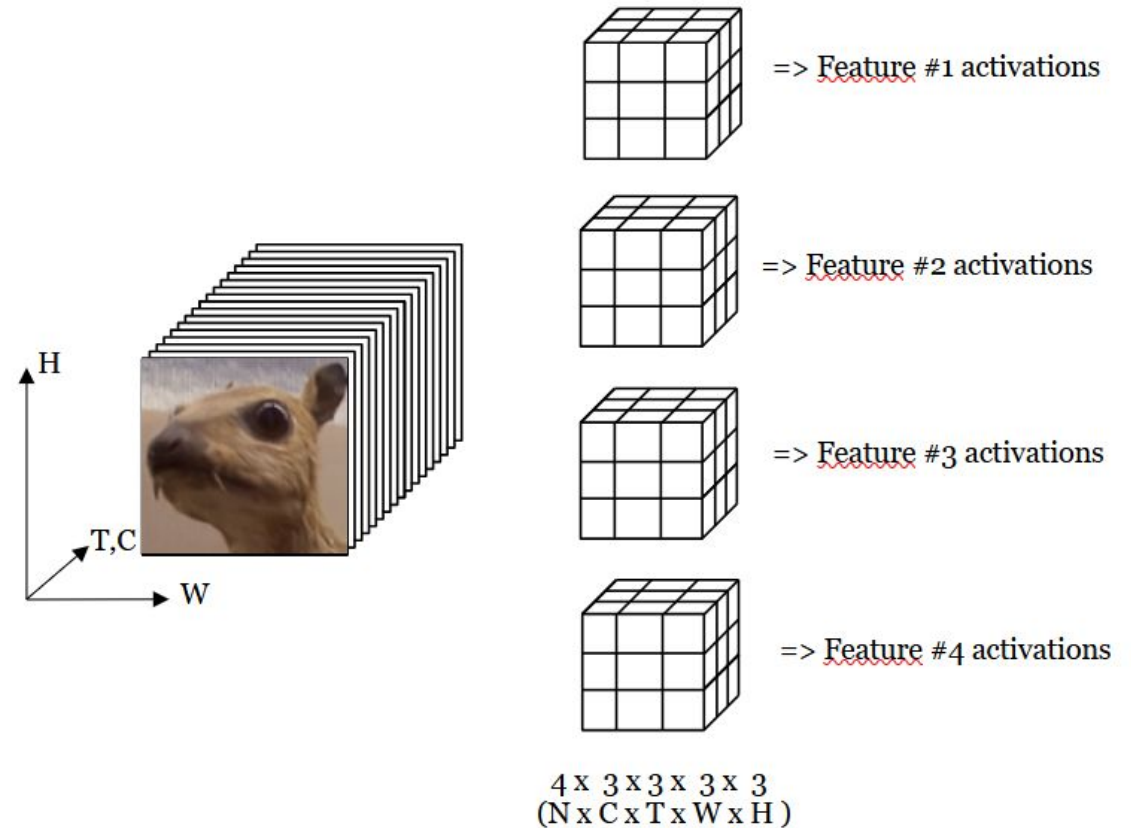 => Feature #1 activations
=> Feature #2 activations
H
=> Feature #3 activations
T,C
W
=> Feature #4 activations
4 x 3 x 3 x 3 x 3
(N x C x T x W x H )